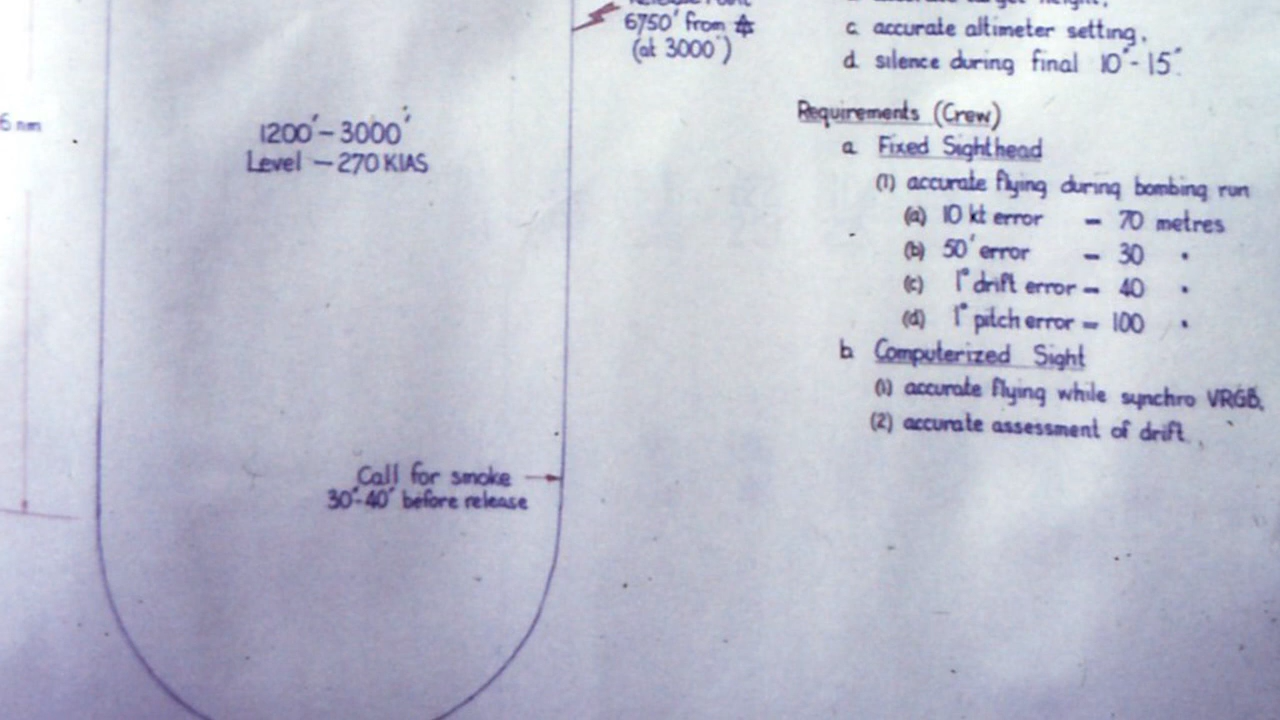 6750' from
(at 3000')
6 nm
1200' – 3000'
Level – 270 KIAS
Call for smoke
30"-40" before release
c. accurate altimeter setting.
d. silence during final 10"- 15".
Requirements (Crew)
a. Fixed Sighthead
(1) accurate flying during bombing run
(a) 10 kt error – 70 metres
(b) 50' error – 30 "
(c) 1° drift error – 40 "
(d) 1° pitch error – 100 "
b. Computerized Sight
(1) accurate flying while synchro VRGB.
(2) accurate assessment of drift.